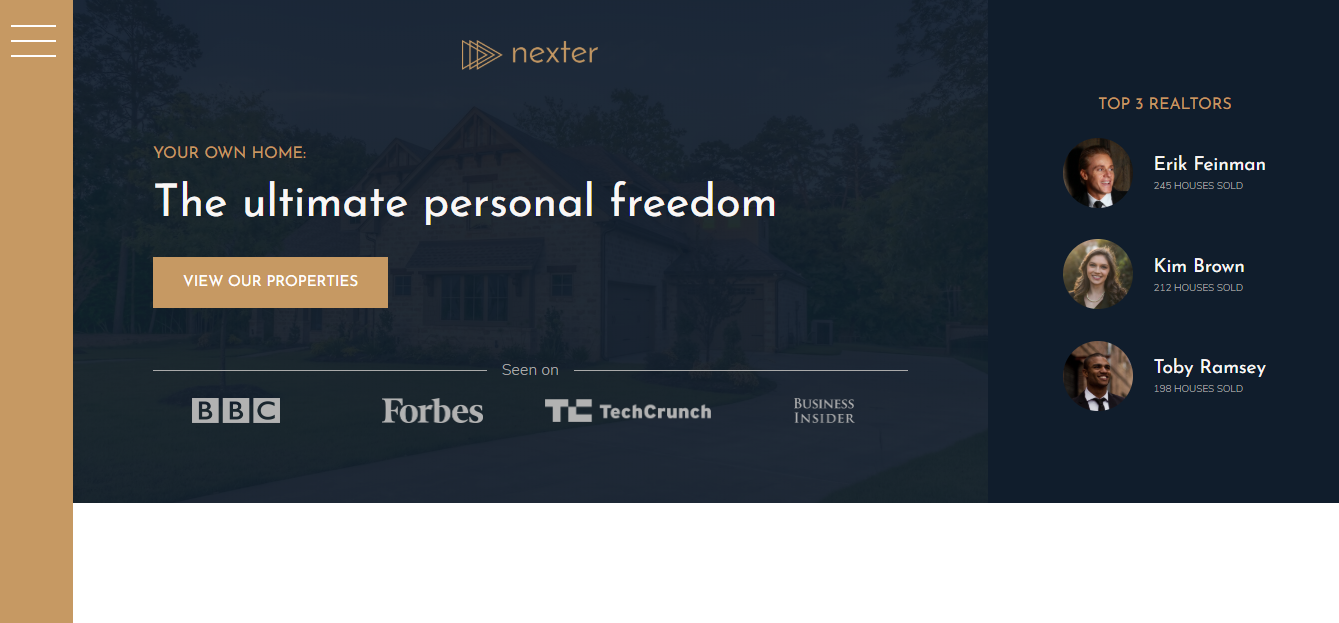 nexter
YOUR OWN HOME:
The ultimate personal freedom
VIEW OUR PROPERTIES
Seen on
BBC
Forbes
TC TechCrunch
BUSINESS
INSIDER
TOP 3 REALTORS
Erik Feinman
245 HOUSES SOLD
Kim Brown
212 HOUSES SOLD
Toby Ramsey
198 HOUSES SOLD